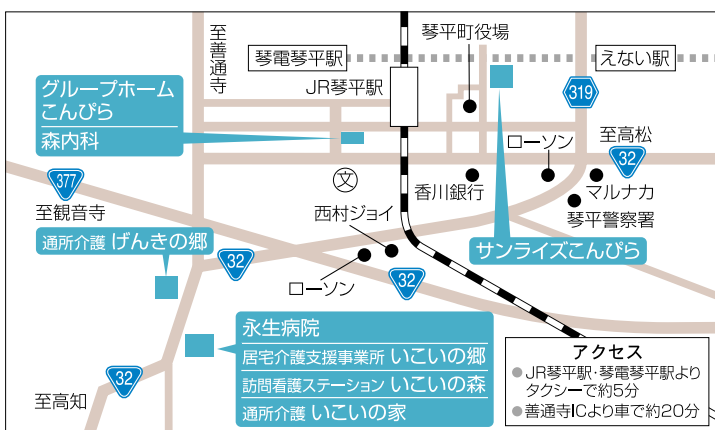 至善通寺
琴電琴平駅
琴平町役場
えない駅
JR琴平駅
グループホーム
こんぴら
森内科
319
至高松
ローソン
32
377
文
香川銀行
マルナカ
至観音寺
琴平警察署
西村ジョイ
通所介護 げんきの郷
サンライズこんぴら
32
ローソン
32
永生病院
居宅介護支援事業所 いこいの郷
訪問看護ステーション いこいの森
通所介護 いこいの家
32
至高知
アクセス
●JR琴平駅・琴電琴平駅より
タクシーで約5分
●善通寺ICより車で約20分